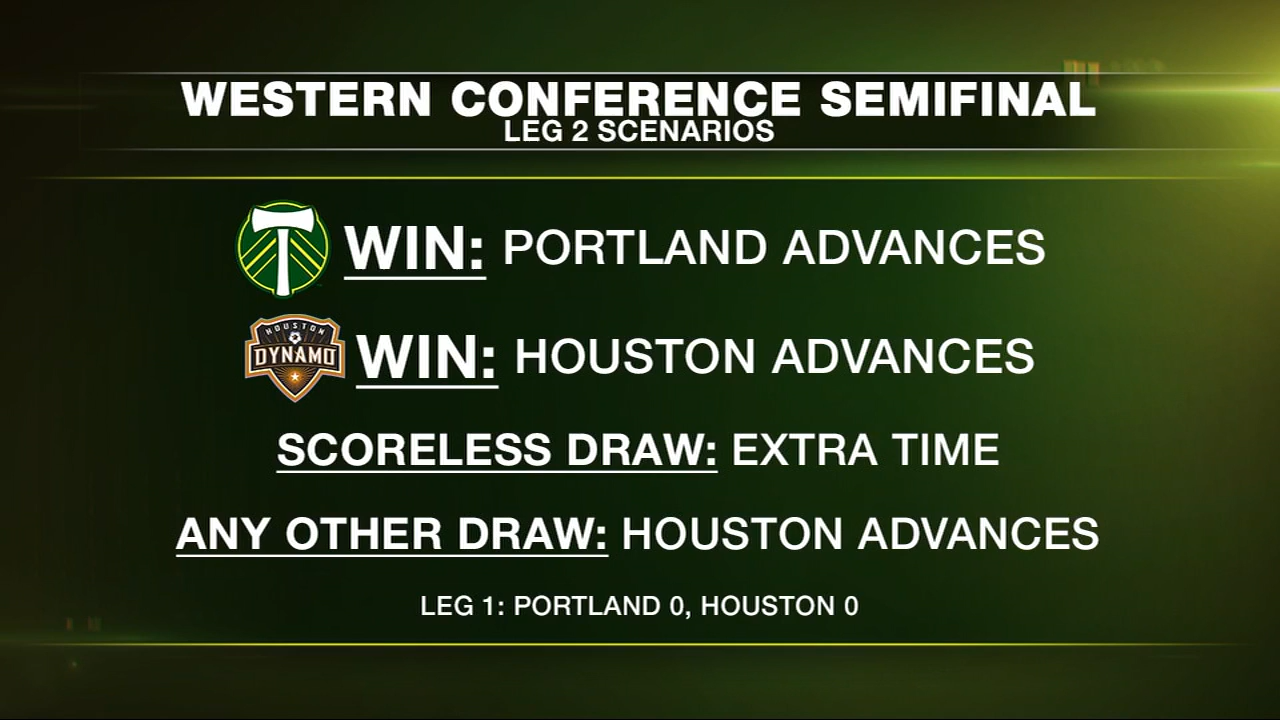 WESTERN CONFERENCE SEMIFINAL
LEG 2 SCENARIOS
WIN: PORTLAND ADVANCES
HOUSTON
DYNAMO
WIN: HOUSTON ADVANCES
SCORELESS DRAW: EXTRA TIME
ANY OTHER DRAW: HOUSTON ADVANCES
LEG 1: PORTLAND 0, HOUSTON 0